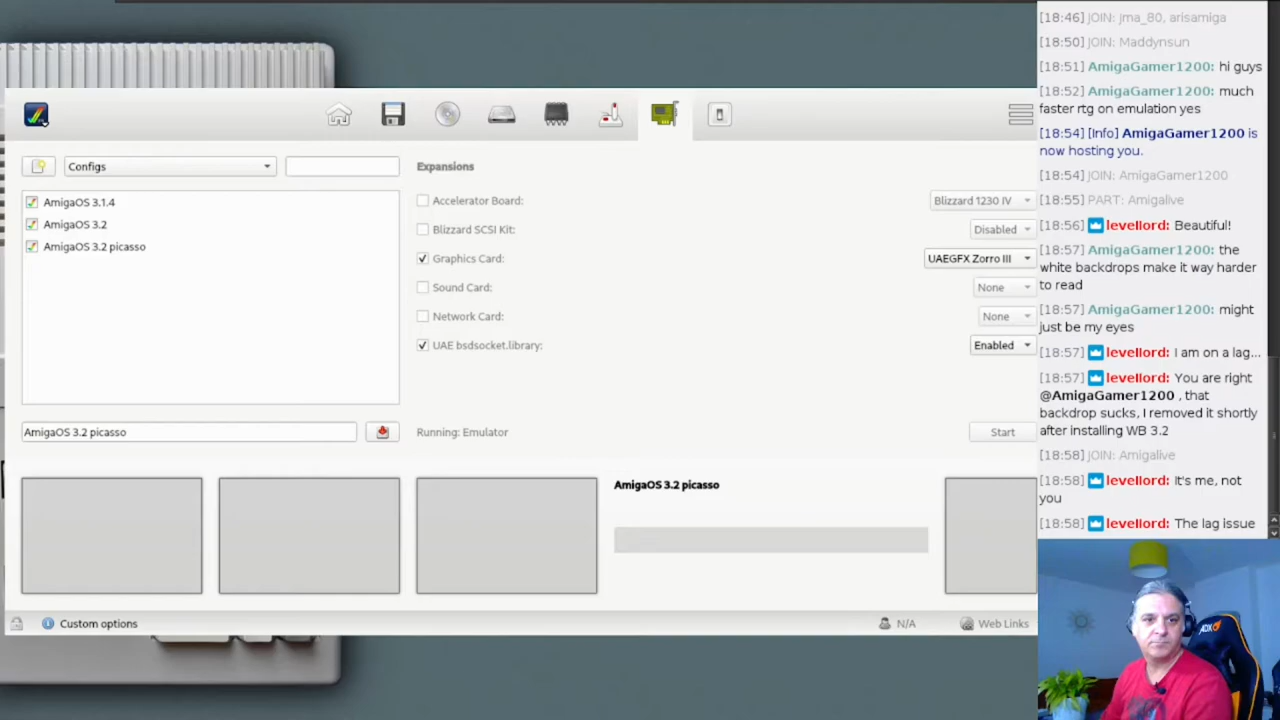 Configs
AmigaOS 3.1.4
AmigaOS 3.2
AmigaOS 3.2 picasso
AmigaOS 3.2 picasso
Expansions
Accelerator Board:
Blizzard 1230 IV
Blizzard SCSI Kit:
Disabled
Graphics Card:
UAEGFX Zorro III
Sound Card:
None
Network Card:
None
UAE bsdsocket.library:
Enabled
Running: Emulator
Start
AmigaOS 3.2 picasso
Custom options
N/A
Web Links
[18:46] JOIN: jma_80, arisamiga
[18:50] JOIN: Maddynsun
[18:51] AmigaGamer1200: hi guys
[18:52] AmigaGamer1200: much
faster rtg on emulation yes
[18:54] [Info] AmigaGamer1200 is
now hosting you.
[18:54] JOIN: AmigaGamer1200
[18:55] PART: Amigalive
[18:56] levellord: Beautiful!
[18:57] AmigaGamer1200: the
white backdrops make it way harder
to read
[18:57] AmigaGamer1200: might
just be my eyes
[18:57] levellord: I am on a lag...
[18:57] levellord: You are right
@AmigaGamer1200 , that
backdrop sucks, I removed it shortly
after installing WB 3.2
[18:58] JOIN: Amigalive
[18:58] levellord: It's me, not
you
[18:58] levellord: The lag issue
ADX